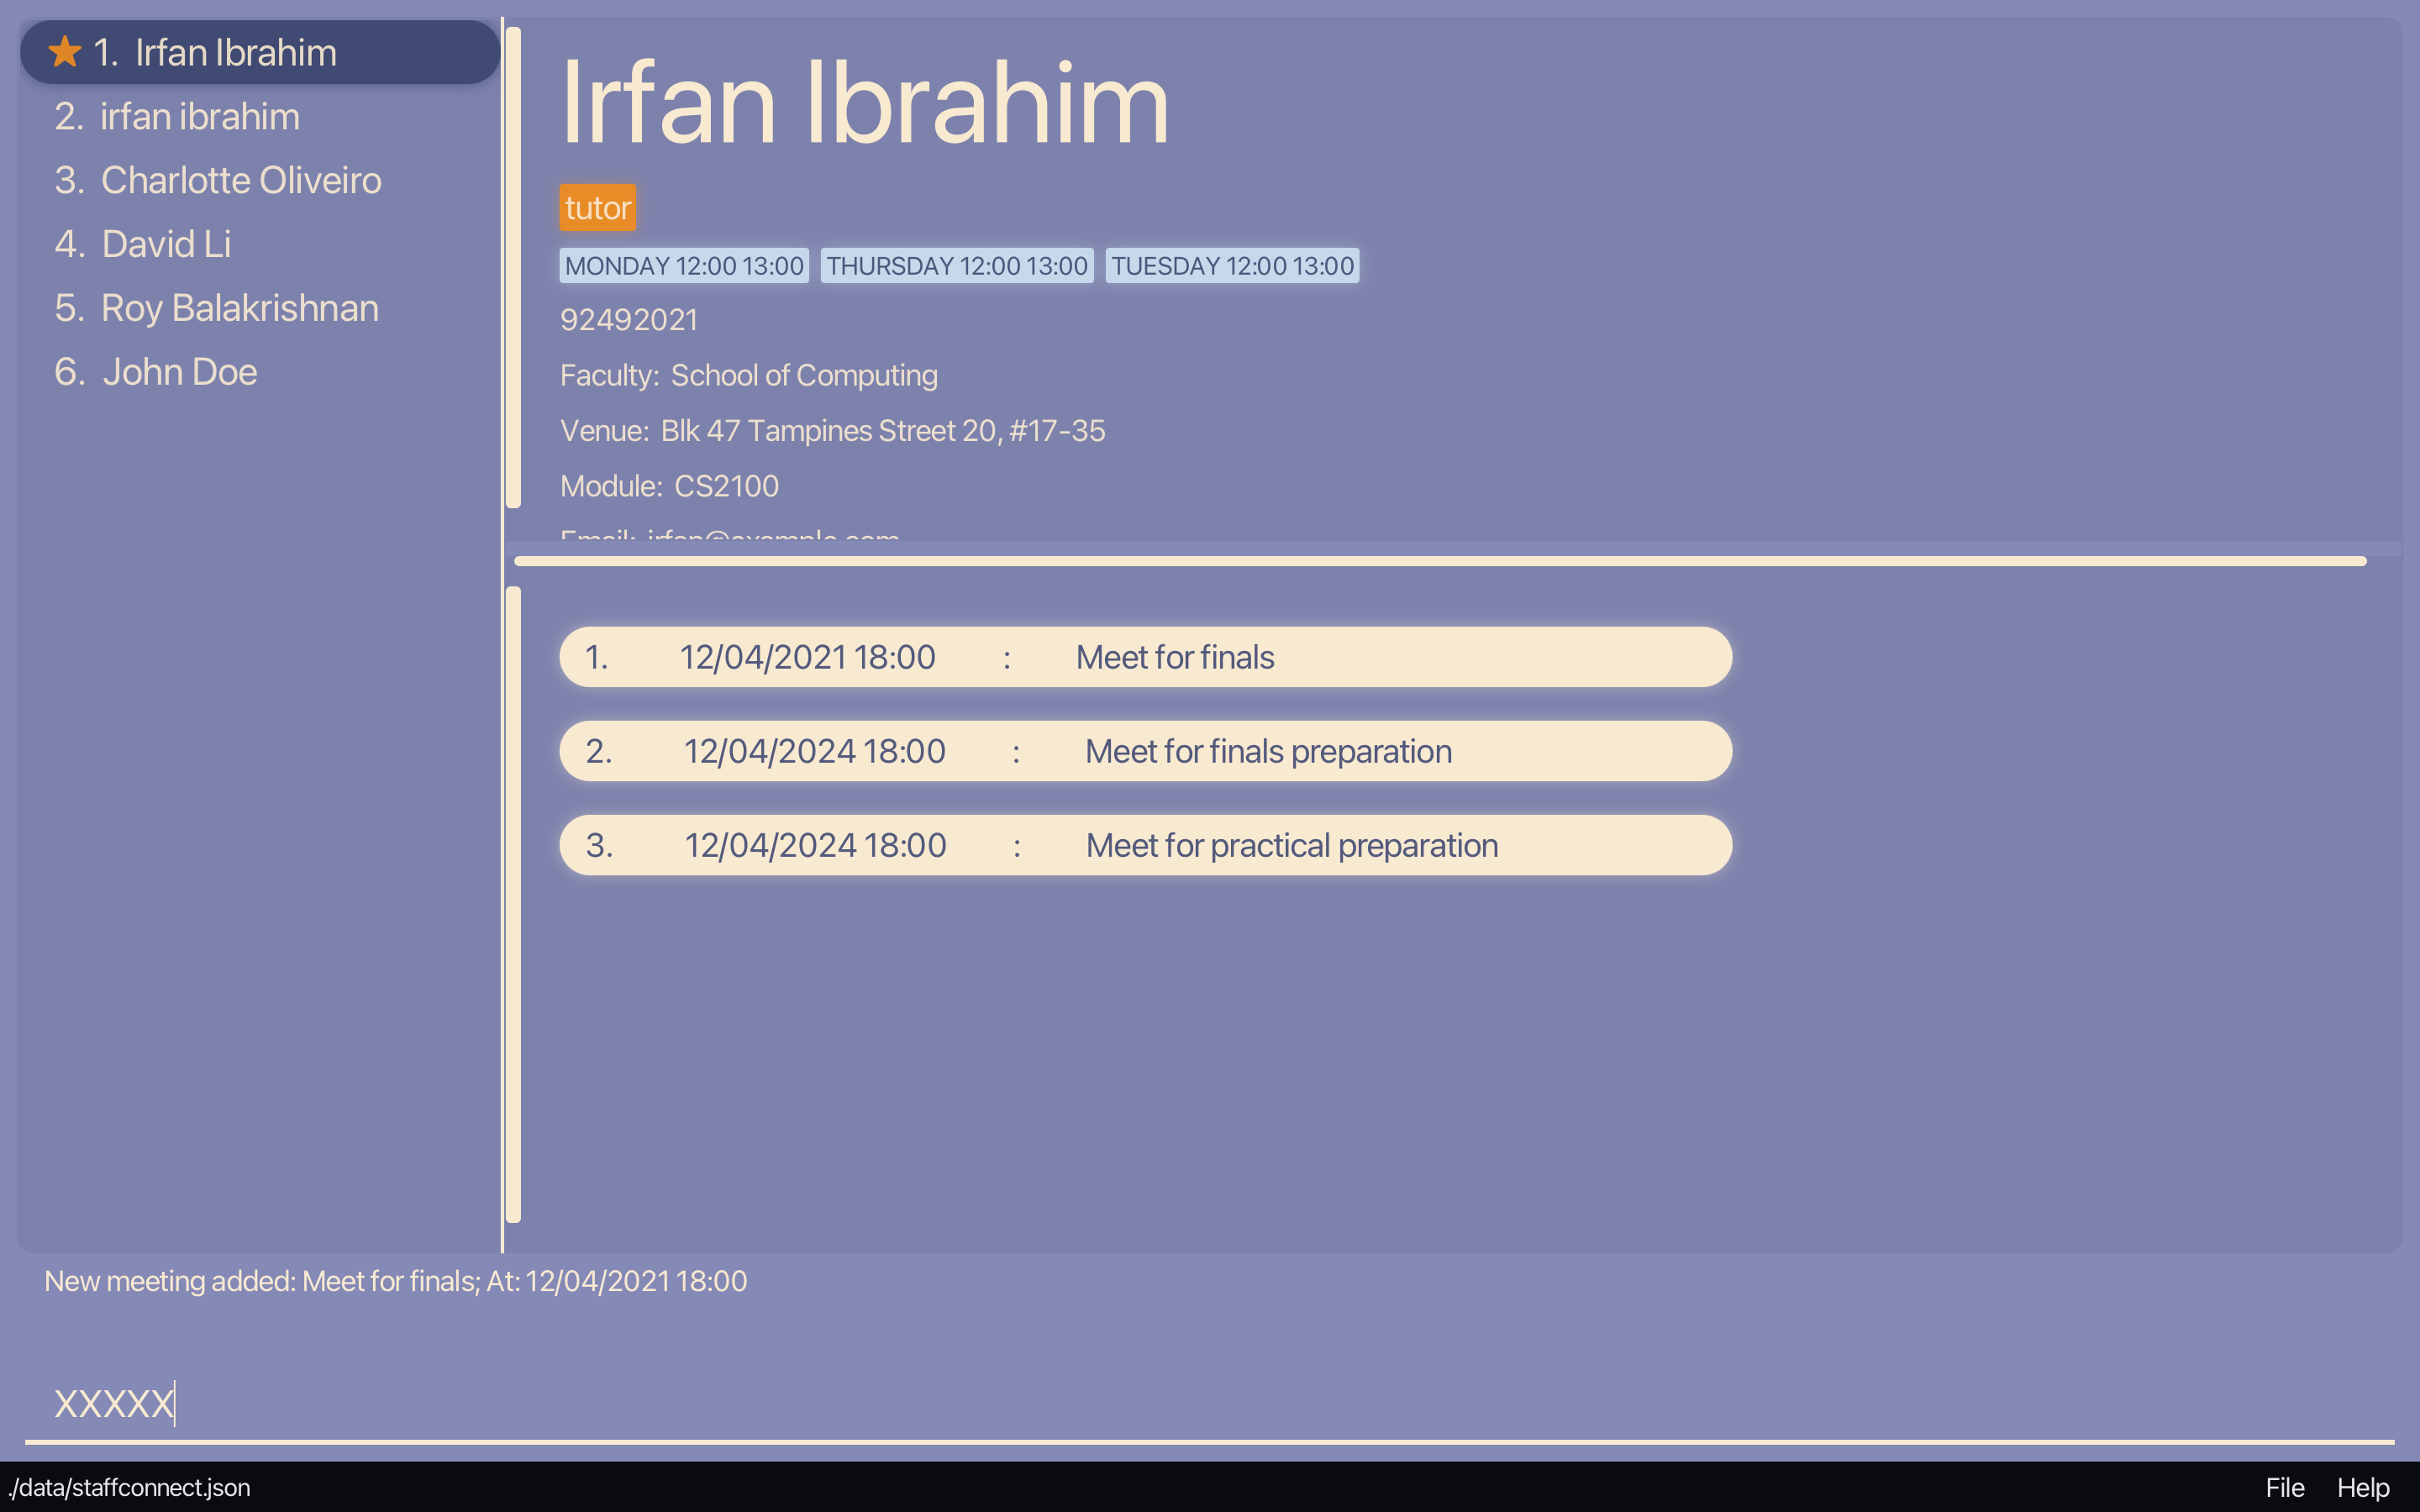 1. Irfan Ibrahim
2. irfan ibrahim
3. Charlotte Oliveiro
4. David Li
5. Roy Balakrishnan
6. John Doe
Irfan Ibrahim
tutor
MONDAY 12:00 13:00 THURSDAY 12:00 13:00 TUESDAY 12:00 13:00
92492021
Faculty: School of Computing
Venue: Blk 47 Tampines Street 20, #17-35
Module: CS2100
Email: irfan@example.com
1. 12/04/2021 18:00 : Meet for finals
2. 12/04/2024 18:00 : Meet for finals preparation
3. 12/04/2024 18:00 : Meet for practical preparation
New meeting added: Meet for finals; At: 12/04/2021 18:00
XXXXX
./data/staffconnect.json File Help